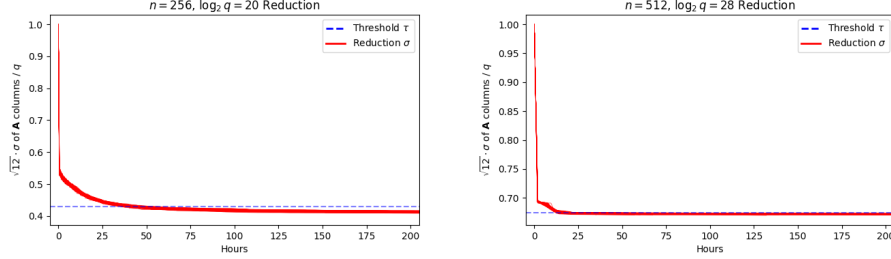 n = 256, log₂ q = 20 Reduction
√12 · σ of A columns / q
1.0
0.9
0.8
0.7
0.6
0.5
0.4
Threshold τ
Reduction σ
0 25 50 75 100 125 150 175 200
Hours
n = 512, log₂ q = 28 Reduction
√12 · σ of A columns / q
1.00
0.95
0.90
0.85
0.80
0.75
0.70
Threshold τ
Reduction σ
0 25 50 75 100 125 150 175 200
Hours